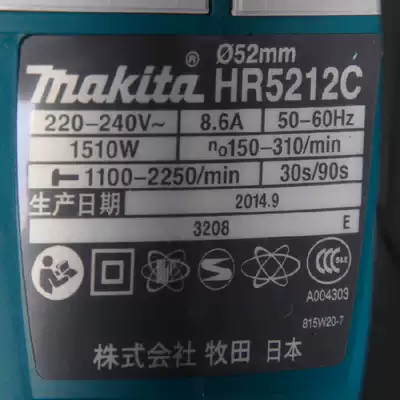 Ø52mm
makita® HR5212C
220-240V~ 8.6A 50-60Hz
1510W n₀150-310/min
1100-2250/min 30s/90s
生产日期 2014.9
3208 E
CCC S&E
A004303
815W20-7
株式会社 牧田 日本